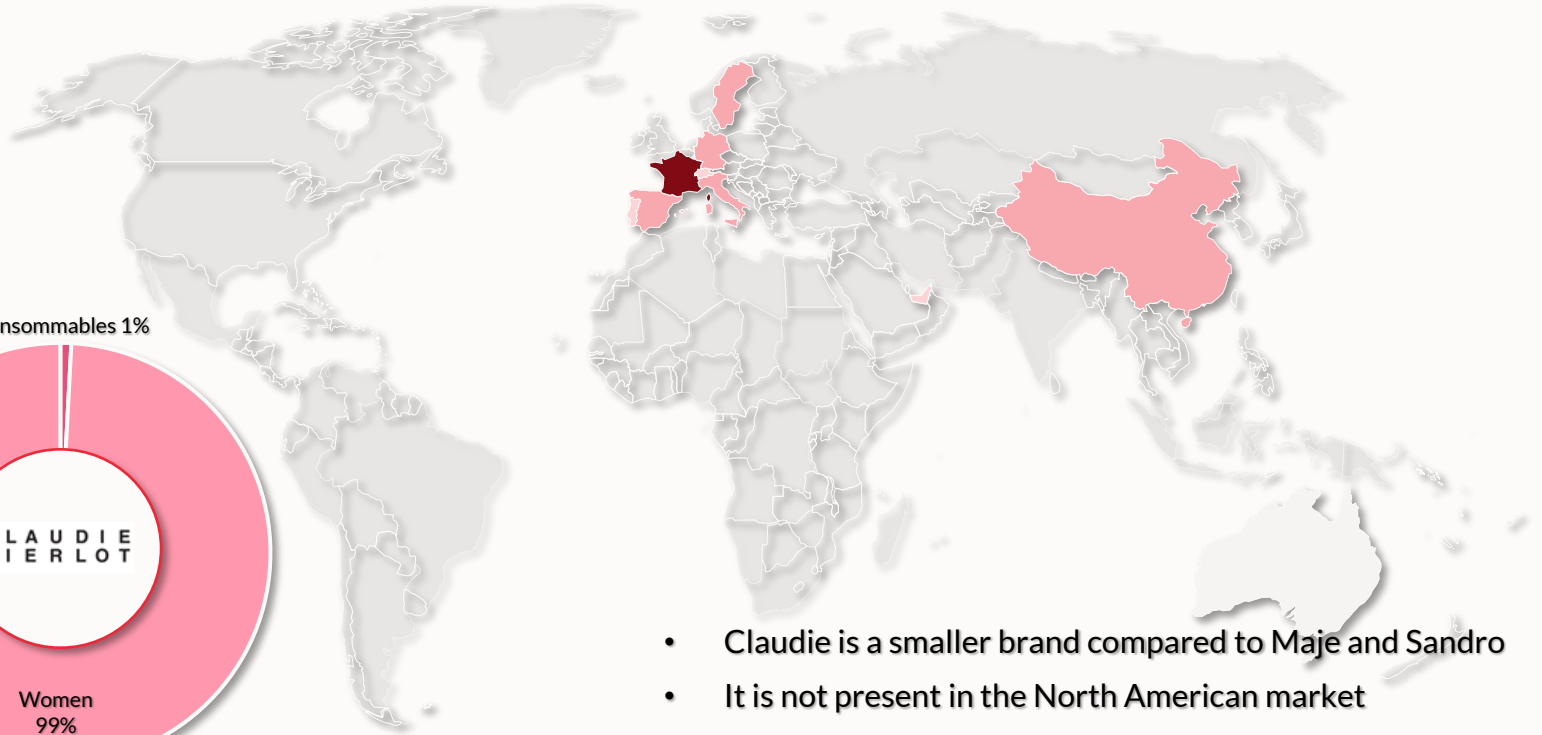 nsommables 1%
LAUDIE
IERLOT
Women
99%
• Claudie is a smaller brand compared to Maje and Sandro
• It is not present in the North American market